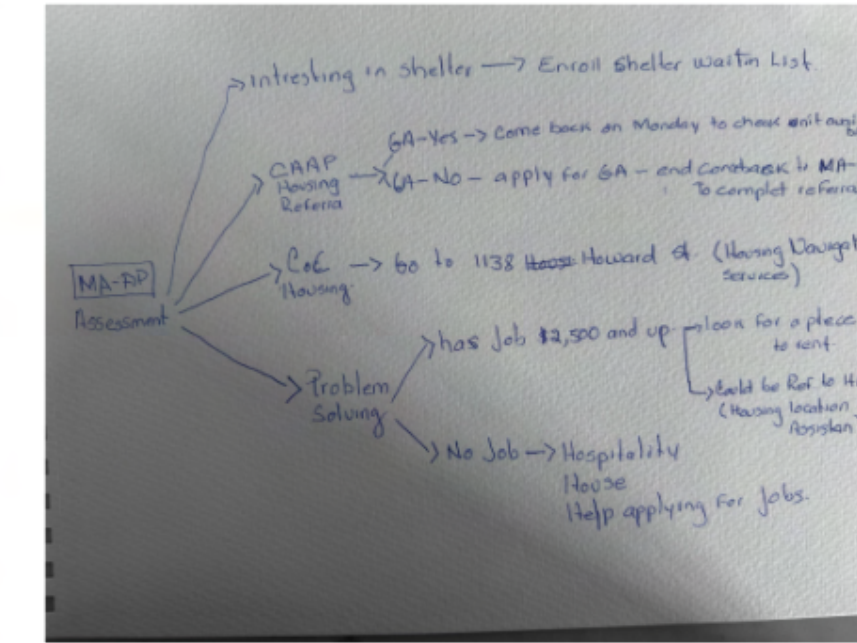 Intresting in Shelter → Enroll Shelter waitin List.
GA-Yes → Come back on Monday to check unit
CAAP → GA-No - apply for GA - and comeback to MA-
Housing
Referral
To complet referra
CoC → Go to 1138 Howard St. (Housing Navigat
Housing
Services)
MA-AP
Assessment
has Job $2,500 and up → look for a place
to rent
Problem
Solving
Could be Ref to H
(Housing location
Assistan
No Job → Hospitality
House
Help applying for jobs.